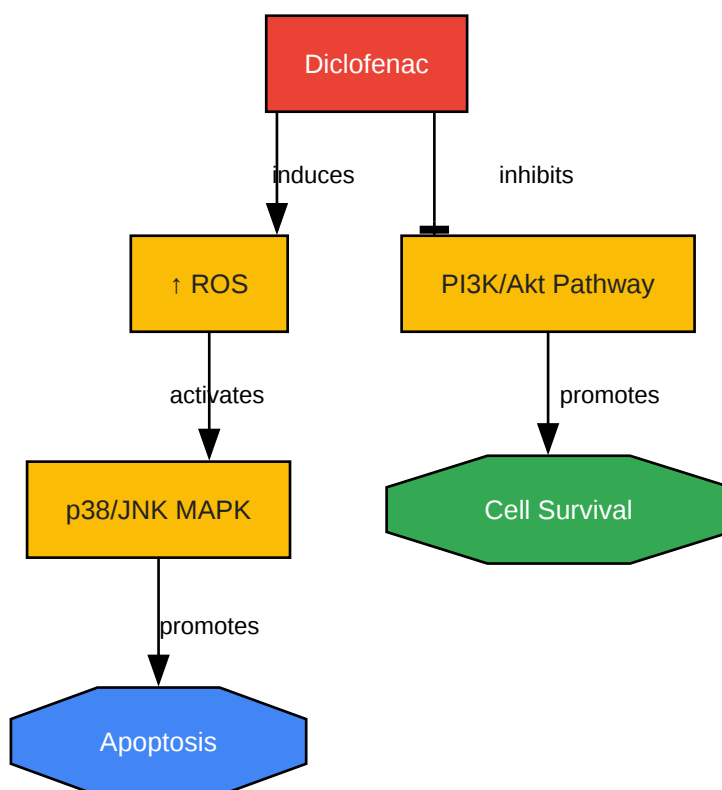 Diclofenac
induces
inhibits
↑ ROS
PI3K/Akt Pathway
activates
promotes
p38/JNK MAPK
Cell Survival
promotes
Apoptosis